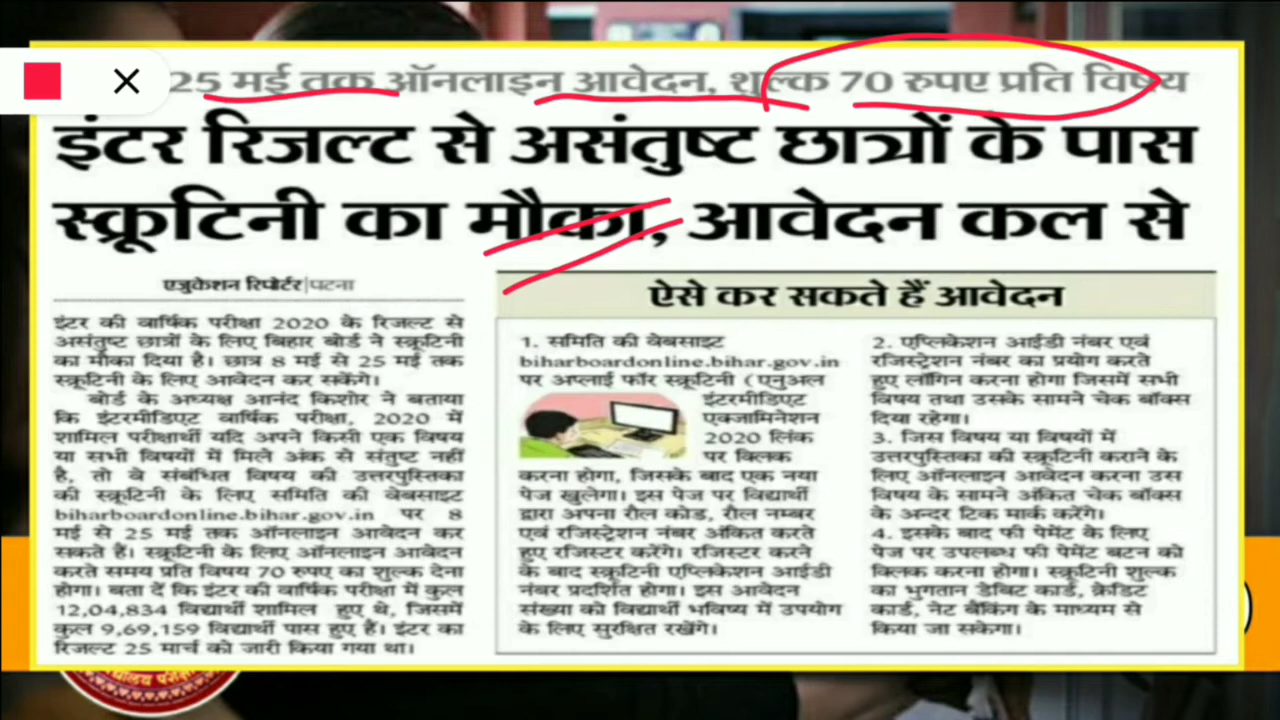 25 मई तक ऑनलाइन आवेदन, शुल्क 70 रुपए प्रति विषय
इंटर रिजल्ट से असंतुष्ट छात्रों के पास
स्क्रूटिनी का मौका, आवेदन कल से
एजुकेशन रिपोर्टर|पटना
इंटर की वार्षिक परीक्षा 2020 के रिजल्ट से
असंतुष्ट छात्रों के लिए बिहार बोर्ड ने स्क्रूटिनी
का मौका दिया है। छात्र 8 मई से 25 मई तक
स्क्रूटिनी के लिए आवेदन कर सकेंगे।
बोर्ड के अध्यक्ष आनंद किशोर ने बताया
कि इंटरमीडिएट वार्षिक परीक्षा, 2020 में
शामिल परीक्षार्थी यदि अपने किसी एक विषय
या सभी विषयों में मिले अंक से संतुष्ट नहीं
है, तो वे संबंधित विषय की उत्तरपुस्तिका
की स्क्रूटिनी के लिए समिति की वेबसाइट
biharboardonline.bihar.gov.in पर 8
मई से 25 मई तक ऑनलाइन आवेदन कर
सकते हैं। स्क्रूटिनी के लिए ऑनलाइन आवेदन
करते समय प्रति विषय 70 रुपए का शुल्क देना
होगा। बता दें कि इंटर की वार्षिक परीक्षा में कुल
12,04,834 विद्यार्थी शामिल हुए थे, जिसमें
कुल 9,69,159 विद्यार्थी पास हुए हैं। इंटर का
रिजल्ट 25 मार्च को जारी किया गया था।
ऐसे कर सकते हैं आवेदन
1. समिति की वेबसाइट
biharboardonline.bihar.gov.in
पर अप्लाई फॉर स्क्रूटिनी (एनुअल
इंटरमीडिएट
एक्जामिनेशन
2020 लिंक
पर क्लिक
करना होगा, जिसके बाद एक नया
पेज खुलेगा। इस पेज पर विद्यार्थी
द्वारा अपना रौल कोड, रौल नम्बर
एवं रजिस्ट्रेशन नंबर अंकित करते
हुए रजिस्टर करेंगे। रजिस्टर करने
के बाद स्क्रूटिनी एप्लिकेशन आईडी
नंबर प्रदर्शित होगा। इस आवेदन
संख्या को विद्यार्थी भविष्य में उपयोग
के लिए सुरक्षित रखेंगे।
2. एप्लिकेशन आईडी नंबर एवं
रजिस्ट्रेशन नंबर का प्रयोग करते
हुए लॉगिन करना होगा जिसमें सभी
विषय तथा उसके सामने चेक बॉक्स
दिया रहेगा।
3. जिस विषय या विषयों में
उत्तरपुस्तिका की स्क्रूटिनी कराने के
लिए ऑनलाइन आवेदन करना उस
विषय के सामने अंकित चेक बॉक्स
के अन्दर टिक मार्क करेंगे।
4. इसके बाद फी पेमेंट के लिए
पेज पर उपलब्ध फी पेमेंट बटन को
क्लिक करना होगा। स्क्रूटिनी शुल्क
का भुगतान डेबिट कार्ड, क्रेडिट
कार्ड, नेट बैंकिंग के माध्यम से
किया जा सकेगा।